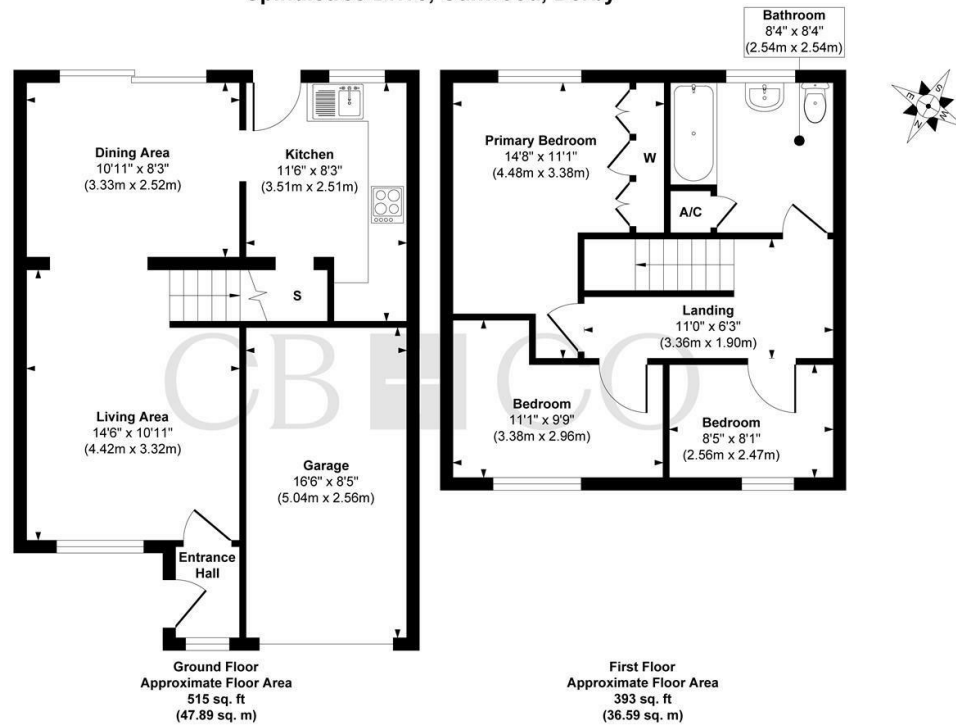 Bathroom
8'4" x 8'4"
(2.54m x 2.54m)
Dining Area
10'11" x 8'3"
(3.33m x 2.52m)
Kitchen
11'6" x 8'3"
(3.51m x 2.51m)
Primary Bedroom
14'8" x 11'1"
(4.48m x 3.38m)
W
A/C
S
E
N
W
S
Landing
11'0" x 6'3"
(3.36m x 1.90m)
CB CO
Living Area
14'6" x 10'11"
(4.42m x 3.32m)
Garage
16'6" x 8'5"
(5.04m x 2.56m)
Bedroom
11'1" x 9'9"
(3.38m x 2.96m)
Bedroom
8'5" x 8'1"
(2.56m x 2.47m)
Entrance
Hall
Ground Floor
Approximate Floor Area
515 sq. ft
(47.89 sq. m)
First Floor
Approximate Floor Area
393 sq. ft
(36.59 sq. m)